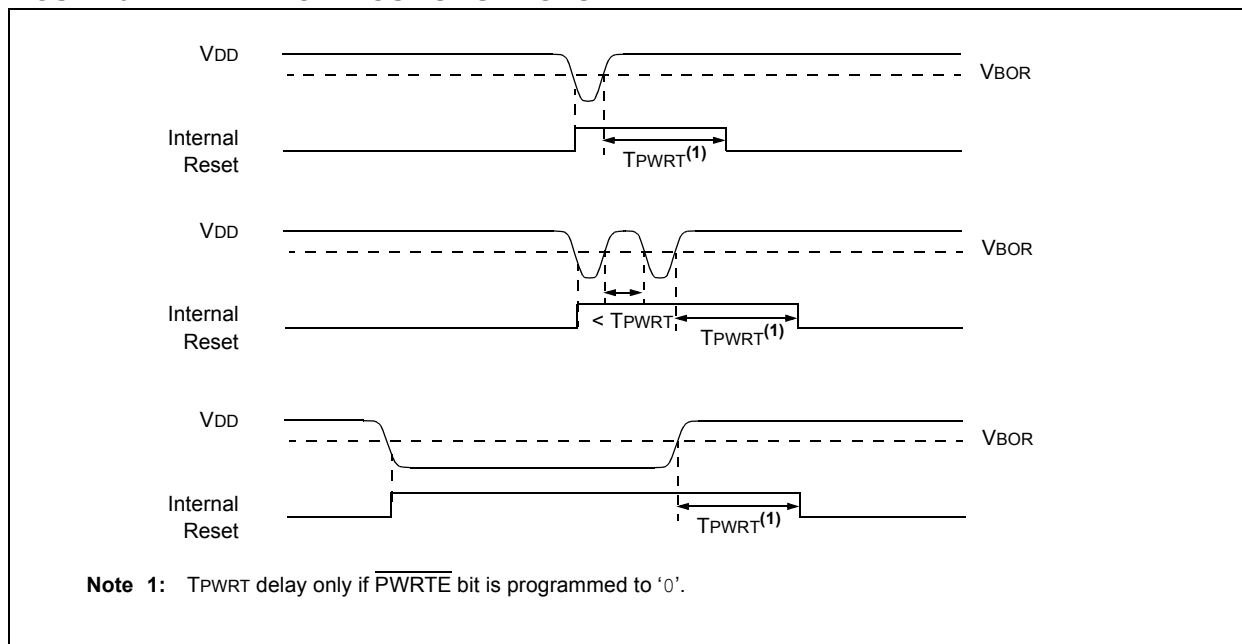 VDD
VBOR
Internal
Reset
TPWRT(1)
VDD
VBOR
Internal
Reset
< TPWRT
TPWRT(1)
VDD
VBOR
Internal
Reset
TPWRT(1)
Note 1: TPWRT delay only if PWRTE bit is programmed to ‘0’.